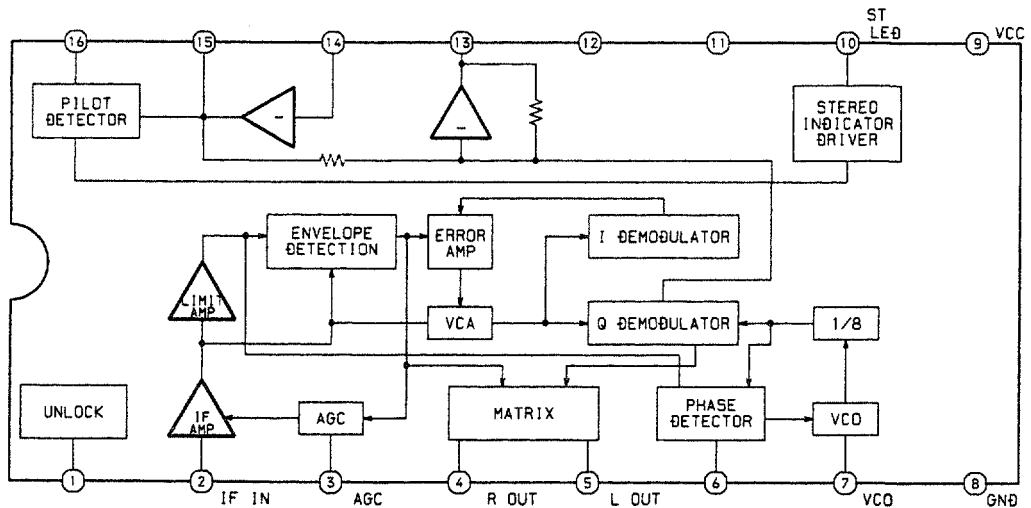 ST
LED
VCC
16
15
14
13
12
11
10
9
PILOT
DETECTOR
-
-
STEREO
INDICATOR
DRIVER
ENVELOPE
DETECTION
ERROR
AMP
I DEMODULATOR
LIMIT
AMP
VCA
Q DEMODULATOR
1/8
UNLOCK
IF
AMP
AGC
MATRIX
PHASE
DETECTOR
VCO
1
2
3
4
5
6
7
8
IF IN
AGC
R OUT
L OUT
VCO
GND